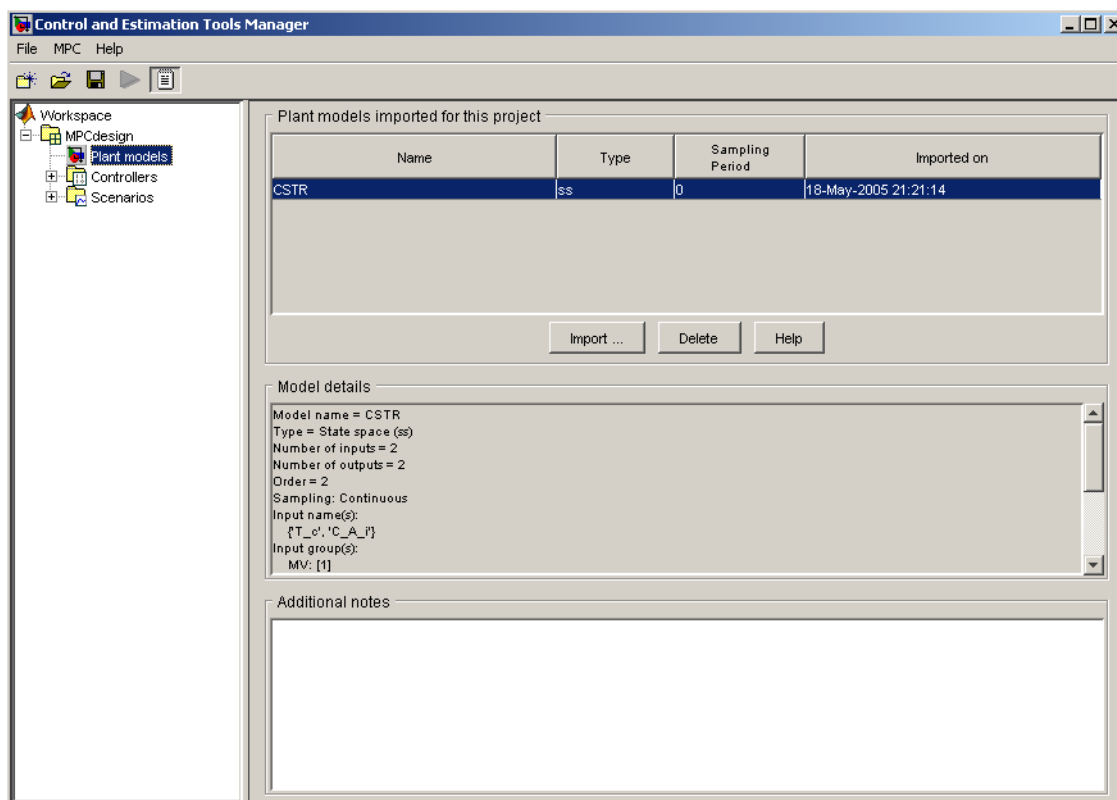 Control and Estimation Tools Manager
File MPC Help
Workspace
MPCdesign
Plant models
Controllers
Scenarios
Plant models imported for this project
Name Type Sampling Period Imported on
CSTR ss 0 18-May-2005 21:21:14
Import ... Delete Help
Model details
Model name = CSTR
Type = State space (ss)
Number of inputs = 2
Number of outputs = 2
Order = 2
Sampling: Continuous
Input name(s):
{'T_c', 'C_A_i'}
Input group(s):
MV: [1]
Additional notes